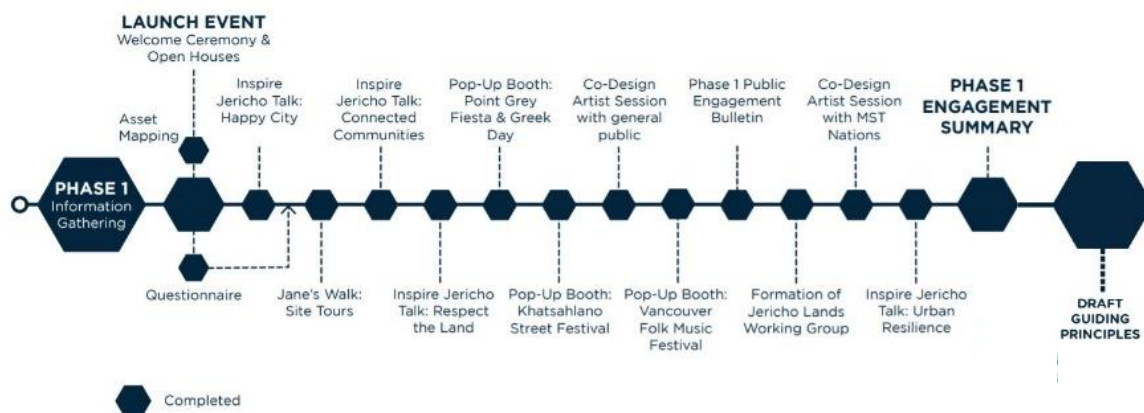 LAUNCH EVENT
Welcome Ceremony &
Open Houses
Asset
Mapping
Inspire
Jericho Talk:
Happy City
Inspire
Jericho Talk:
Connected
Communities
Pop-Up Booth:
Point Grey
Fiesta & Greek
Day
Co-Design
Artist Session
with general
public
Phase 1 Public
Engagement
Bulletin
Co-Design
Artist Session
with MST
Nations
PHASE 1
ENGAGEMENT
SUMMARY
PHASE 1
Information
Gathering
Questionnaire
Jane's Walk:
Site Tours
Inspire Jericho
Talk: Respect
the Land
Pop-Up Booth:
Khatsahlano
Street Festival
Pop-Up Booth:
Vancouver
Folk Music
Festival
Formation of
Jericho Lands
Working Group
Inspire Jericho
Talk: Urban
Resilience
DRAFT
GUIDING
PRINCIPLES
Completed